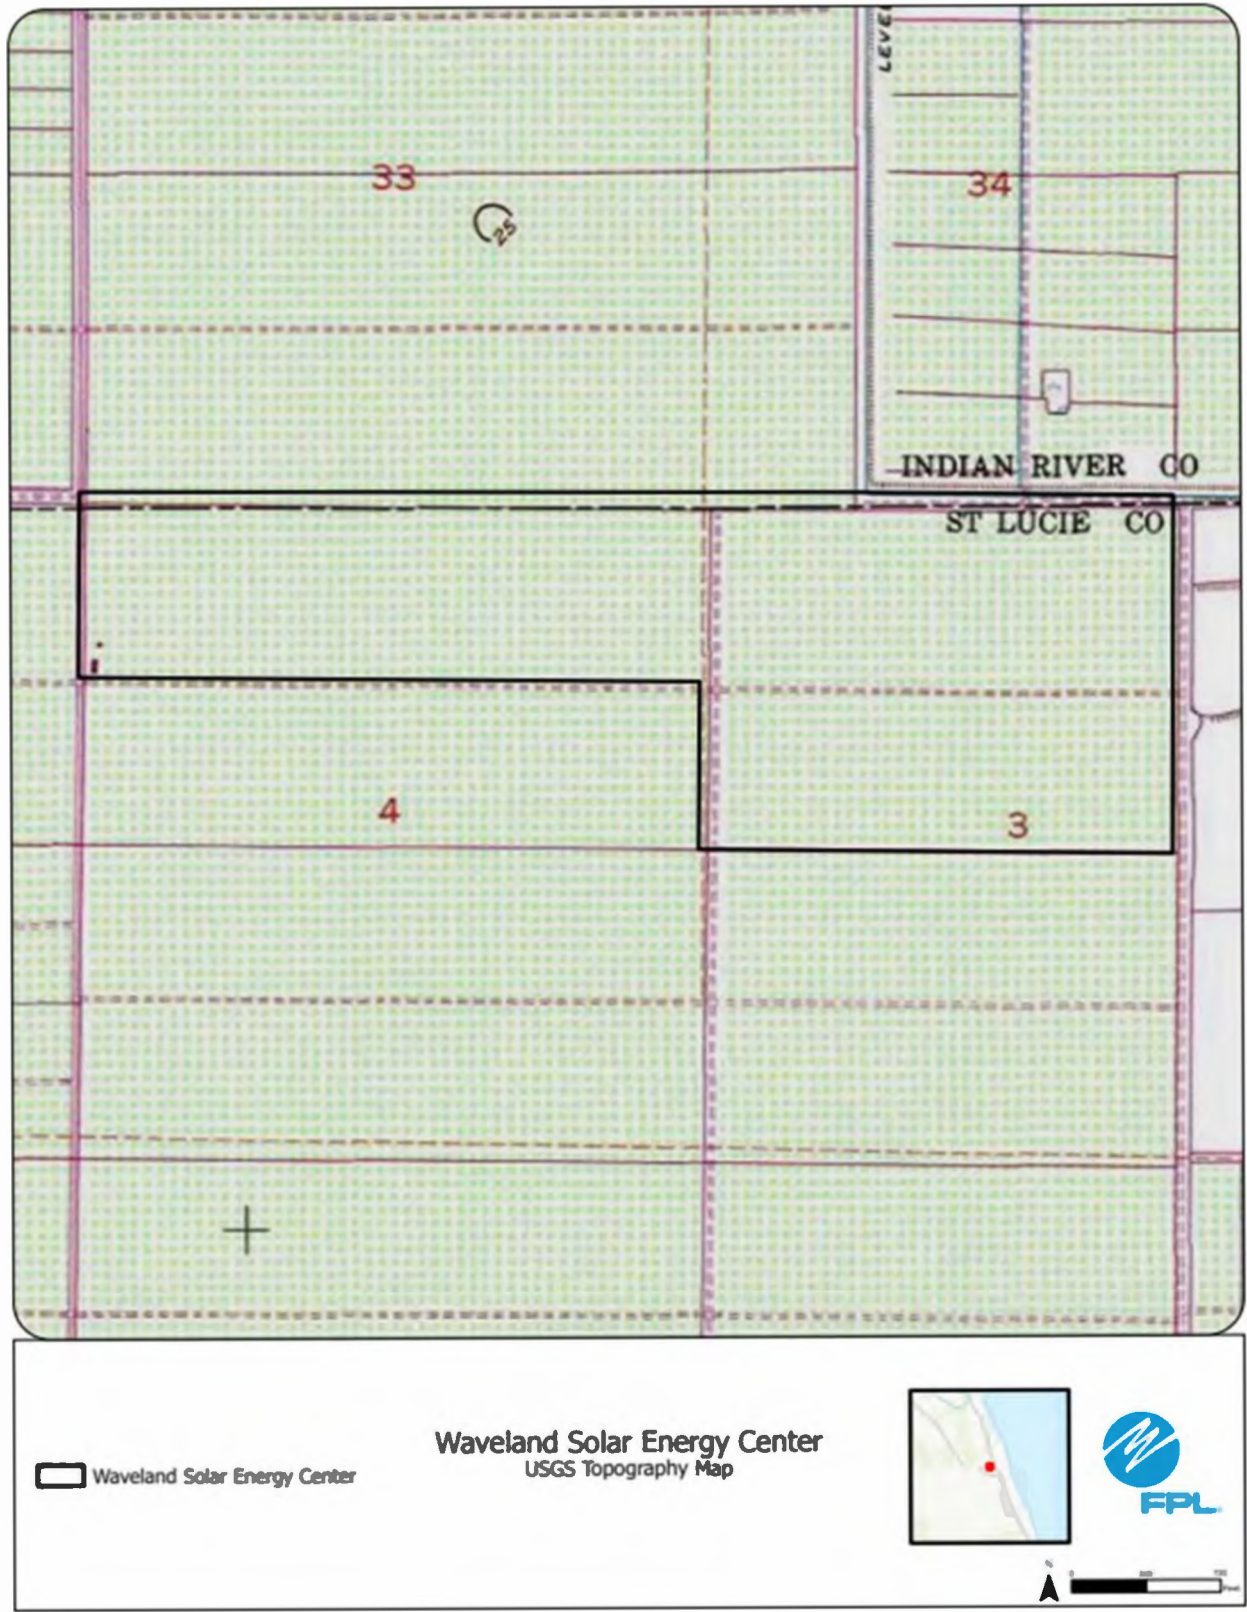 LEVEE
33
34
25
INDIAN RIVER CO
ST LUCIE CO
4
3
Waveland Solar Energy Center
USGS Topography Map
Waveland Solar Energy Center
FPL
N
0